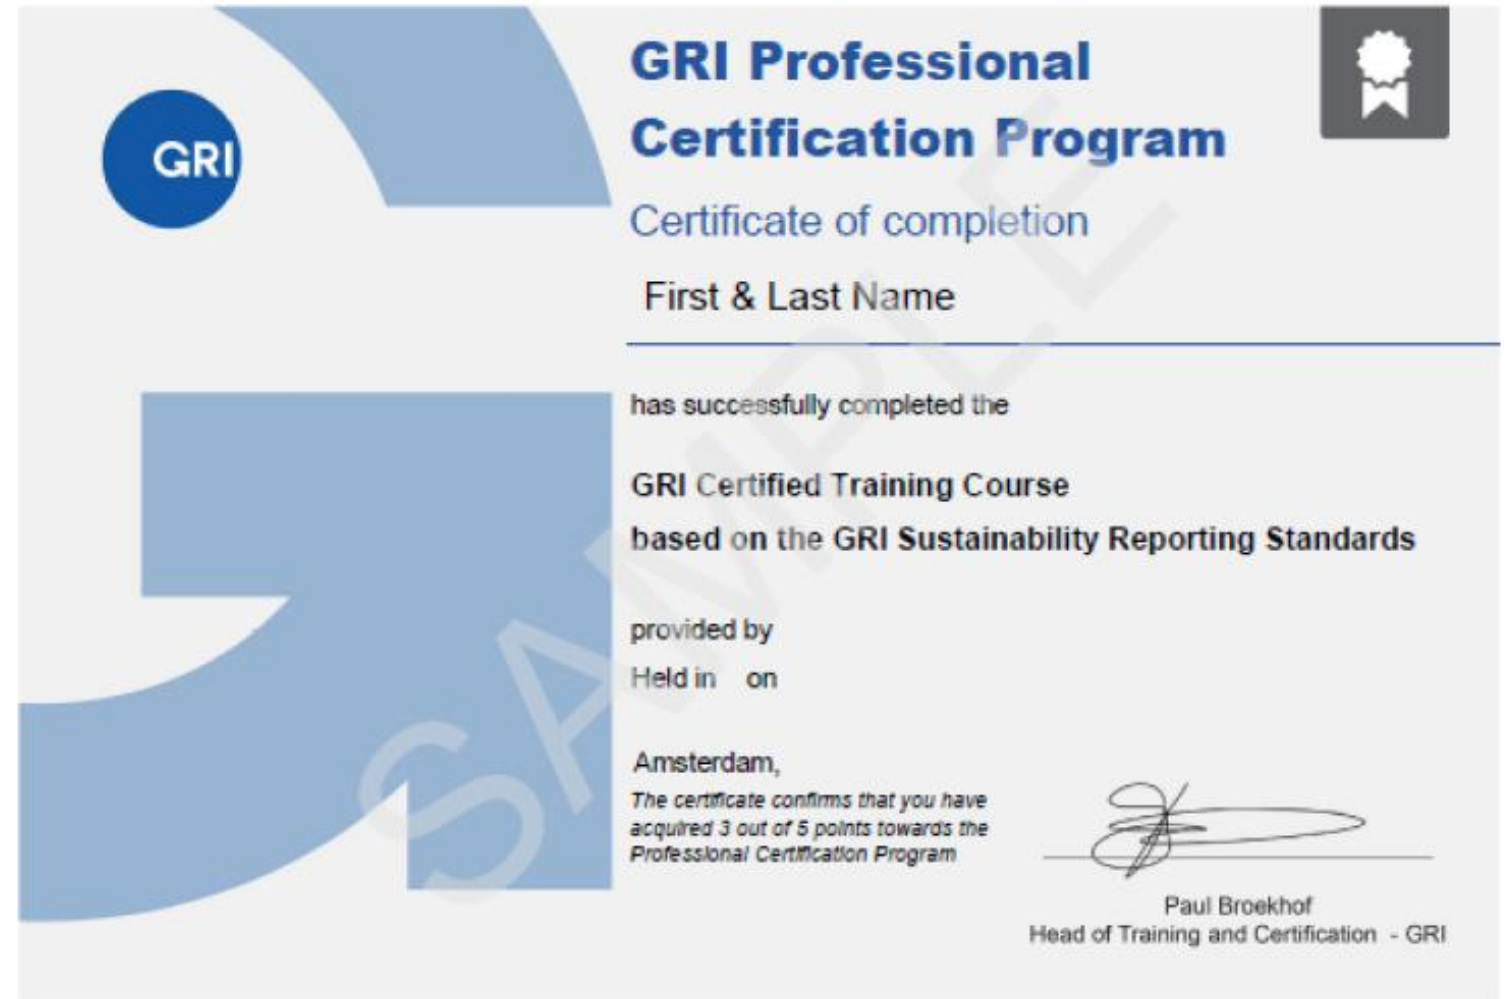 GRI
GRI Professional
Certification Program
Certificate of completion
First & Last Name
has successfully completed the
GRI Certified Training Course
based on the GRI Sustainability Reporting Standards
provided by
Held in on
Amsterdam,
The certificate confirms that you have
acquired 3 out of 5 points towards the
Professional Certification Program
Paul Broekhof
Head of Training and Certification - GRI
SAMPLE